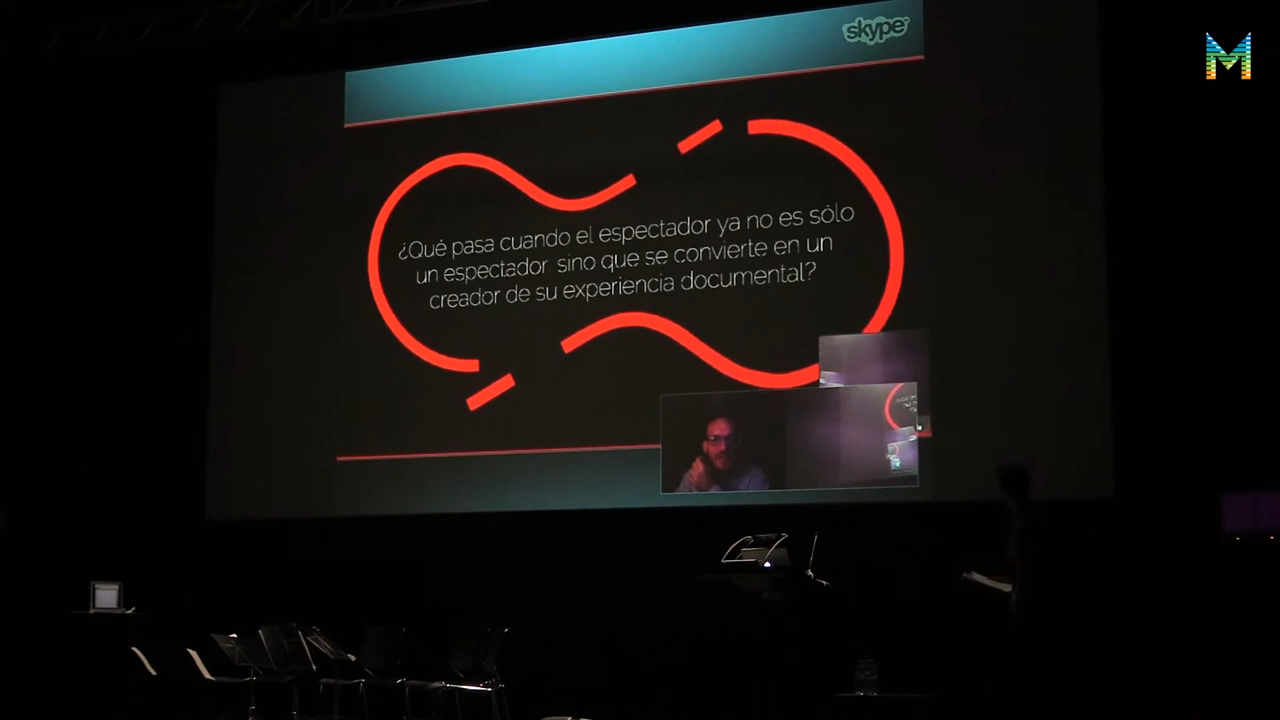 skype
M
¿Qué pasa cuando el espectador ya no es sólo
un espectador, sino que se convierte en un
creador de su experiencia documental?